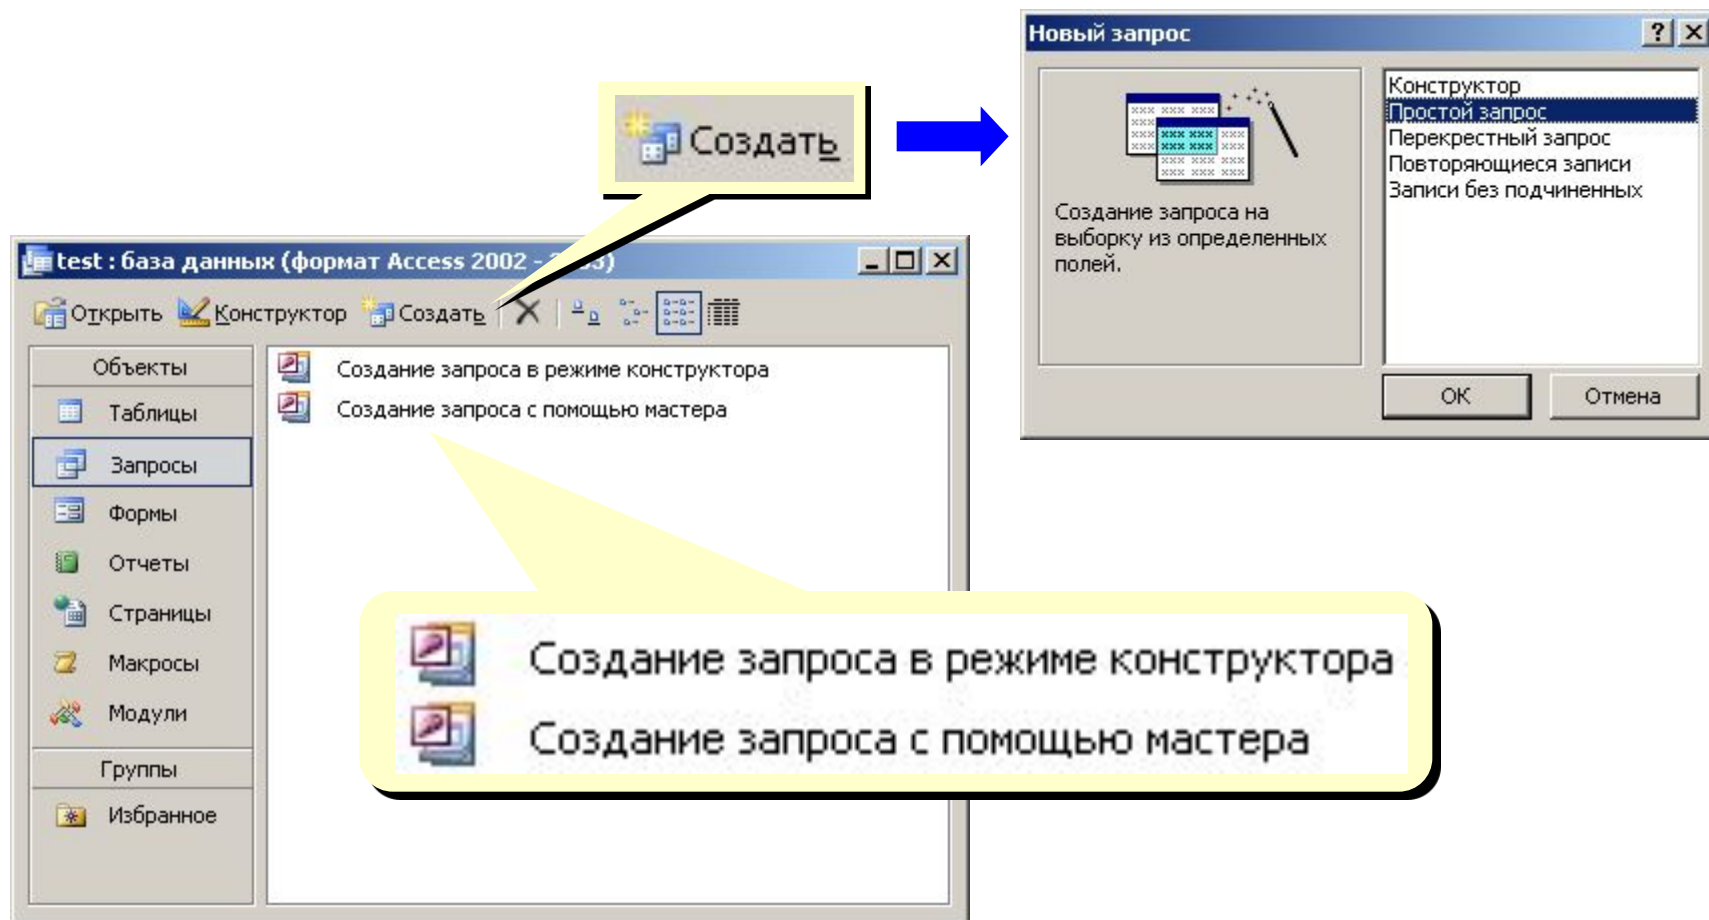 Новый запрос
Конструктор
Простой запрос
Перекрестный запрос
Повторяющиеся записи
Записи без подчиненных
Создание запроса на
выборку из определенных
полей.
ОК
Отмена
Создать
test : база данных (формат Access 2002 -
Открыть
Конструктор
Создать
Объекты
Таблицы
Запросы
Формы
Отчеты
Страницы
Макросы
Модули
Группы
Избранное
Создание запроса в режиме конструктора
Создание запроса с помощью мастера
Создание запроса в режиме конструктора
Создание запроса с помощью мастера